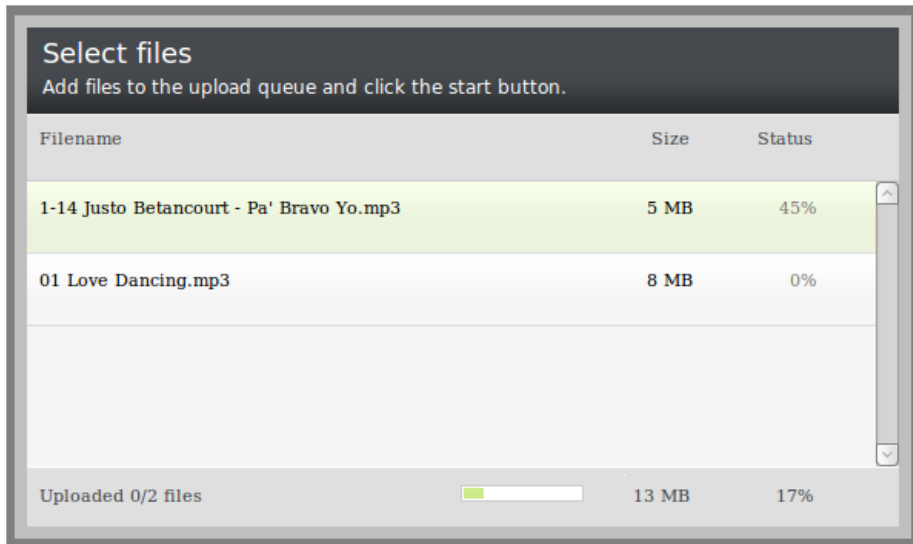 Select files
Add files to the upload queue and click the start button.
Filename Size Status
1-14 Justo Betancourt - Pa' Bravo Yo.mp3 5 MB 45%
01 Love Dancing.mp3 8 MB 0%
Uploaded 0/2 files 13 MB 17%